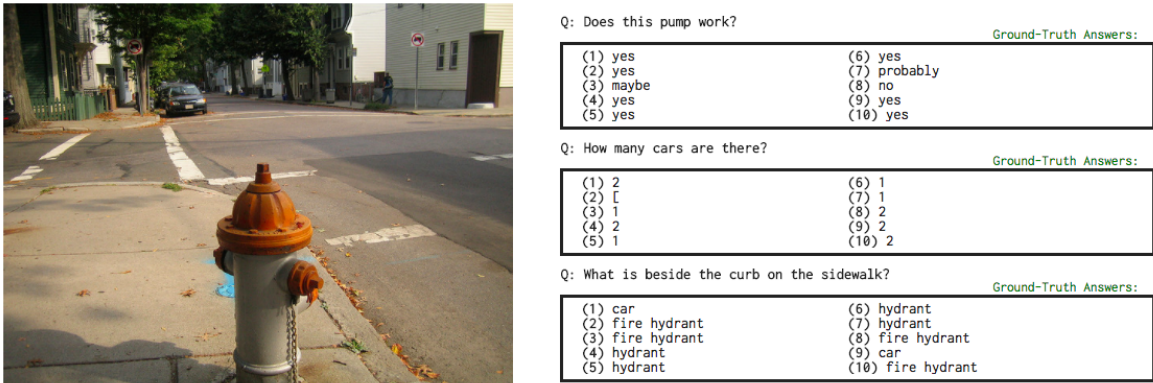 Q: Does this pump work?
Ground-Truth Answers:
(1) yes (6) yes
(2) yes (7) probably
(3) maybe (8) no
(4) yes (9) yes
(5) yes (10) yes
Q: How many cars are there?
Ground-Truth Answers:
(1) 2 (6) 1
(2) [ (7) 1
(3) 1 (8) 2
(4) 2 (9) 2
(5) 1 (10) 2
Q: What is beside the curb on the sidewalk?
Ground-Truth Answers:
(1) car (6) hydrant
(2) fire hydrant (7) hydrant
(3) fire hydrant (8) fire hydrant
(4) hydrant (9) car
(5) hydrant (10) fire hydrant